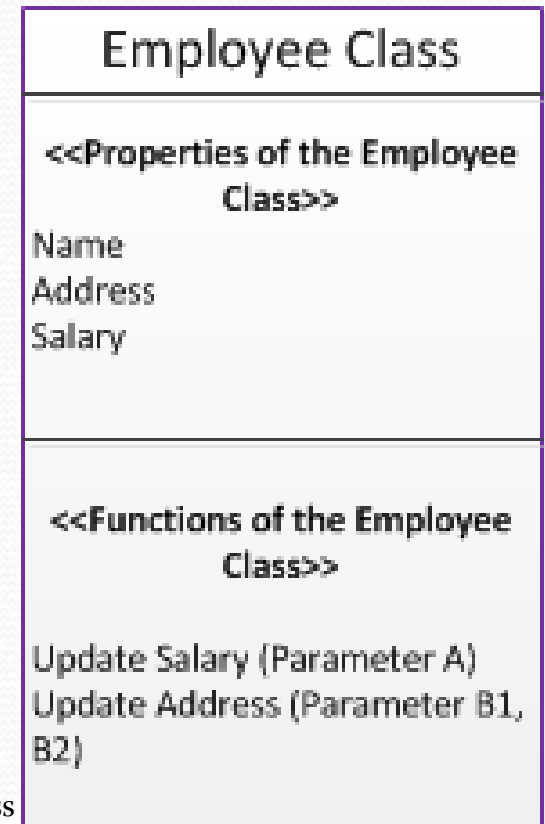 Employee Class
<<Properties of the Employee
Class>>
Name
Address
Salary
<<Functions of the Employee
Class>>
Update Salary (Parameter A)
Update Address (Parameter B1,
B2)